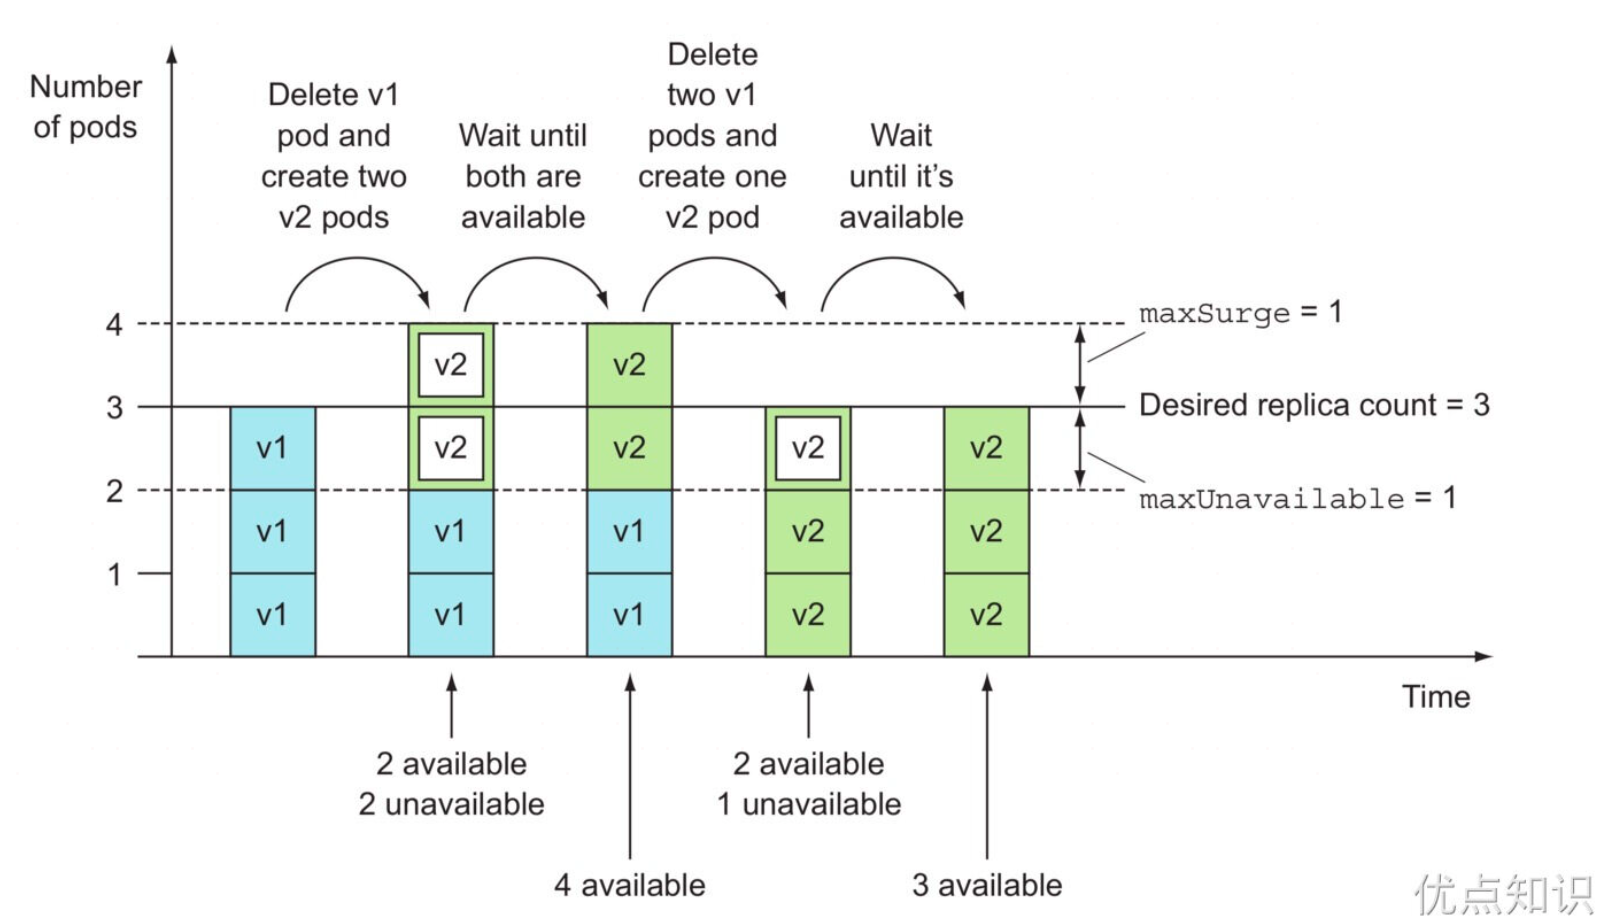 Number
of pods
Delete v1
pod and
create two
v2 pods
Wait until
both are
available
Delete
two v1
pods and
create one
v2 pod
Wait
until it's
available
4
3
2
1
v1
v1
v1
v2
v2
v1
v1
v2
v2
v1
v1
v2
v2
v2
v2
v2
v2
maxSurge = 1
Desired replica count = 3
maxUnavailable = 1
Time
2 available
2 unavailable
4 available
2 available
1 unavailable
3 available
优点知识